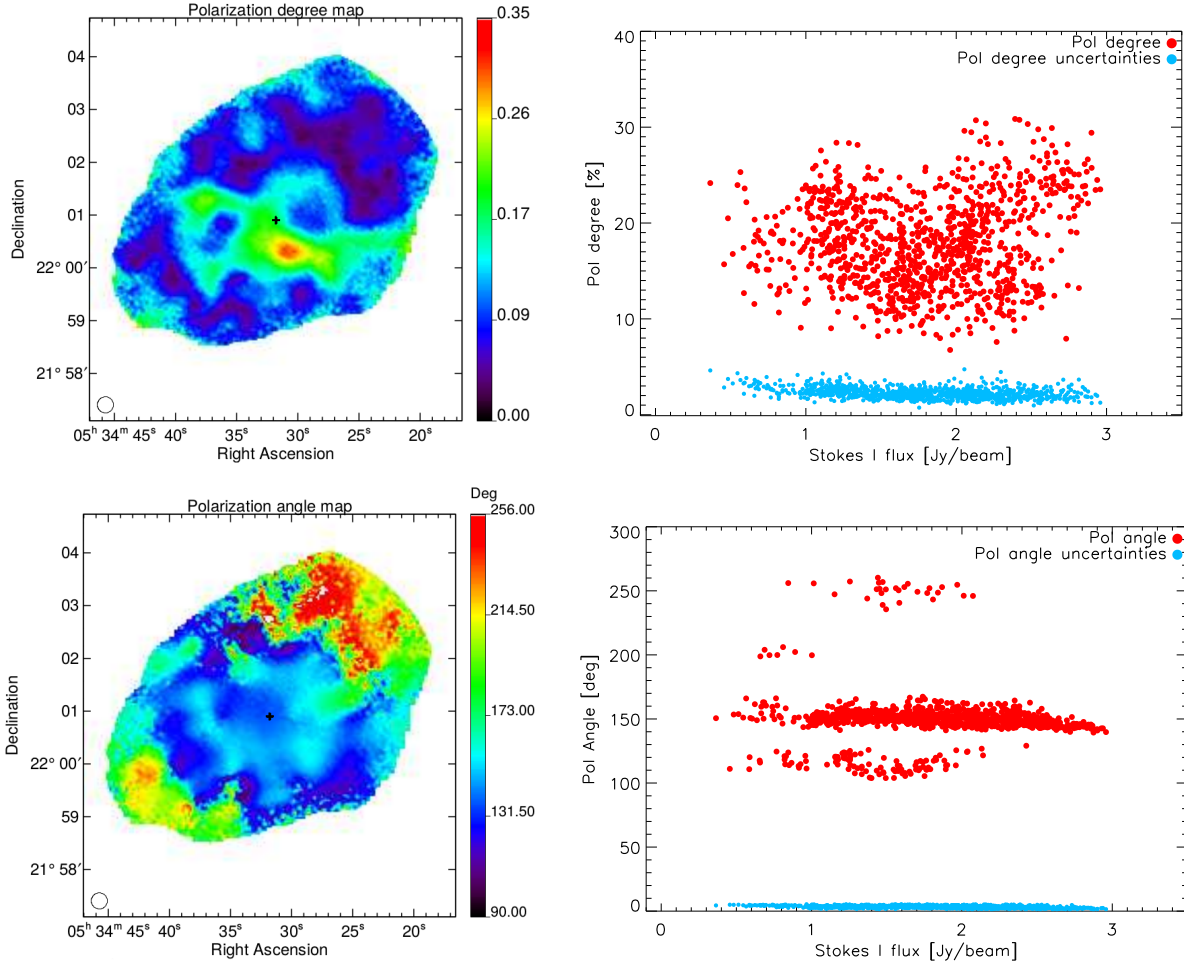 Polarization degree map
0.35
0.26
0.17
0.09
0.00
04
03
02
01
22° 00′
59
21° 58′
Declination
05ʰ 34ᵐ 45ˢ 40ˢ 35ˢ 30ˢ 25ˢ 20ˢ
Right Ascension
Pol degree
Pol degree uncertainties
40
30
20
10
0
Pol degree [%]
0 1 2 3
Stokes I flux [Jy/beam]
Polarization angle map
Deg
256.00
214.50
173.00
131.50
90.00
04
03
02
01
22° 00′
59
21° 58′
Declination
05ʰ 34ᵐ 45ˢ 40ˢ 35ˢ 30ˢ 25ˢ 20ˢ
Right Ascension
Pol angle
Pol angle uncertainties
300
250
200
150
100
50
0
Pol Angle [deg]
0 1 2 3
Stokes I flux [Jy/beam]